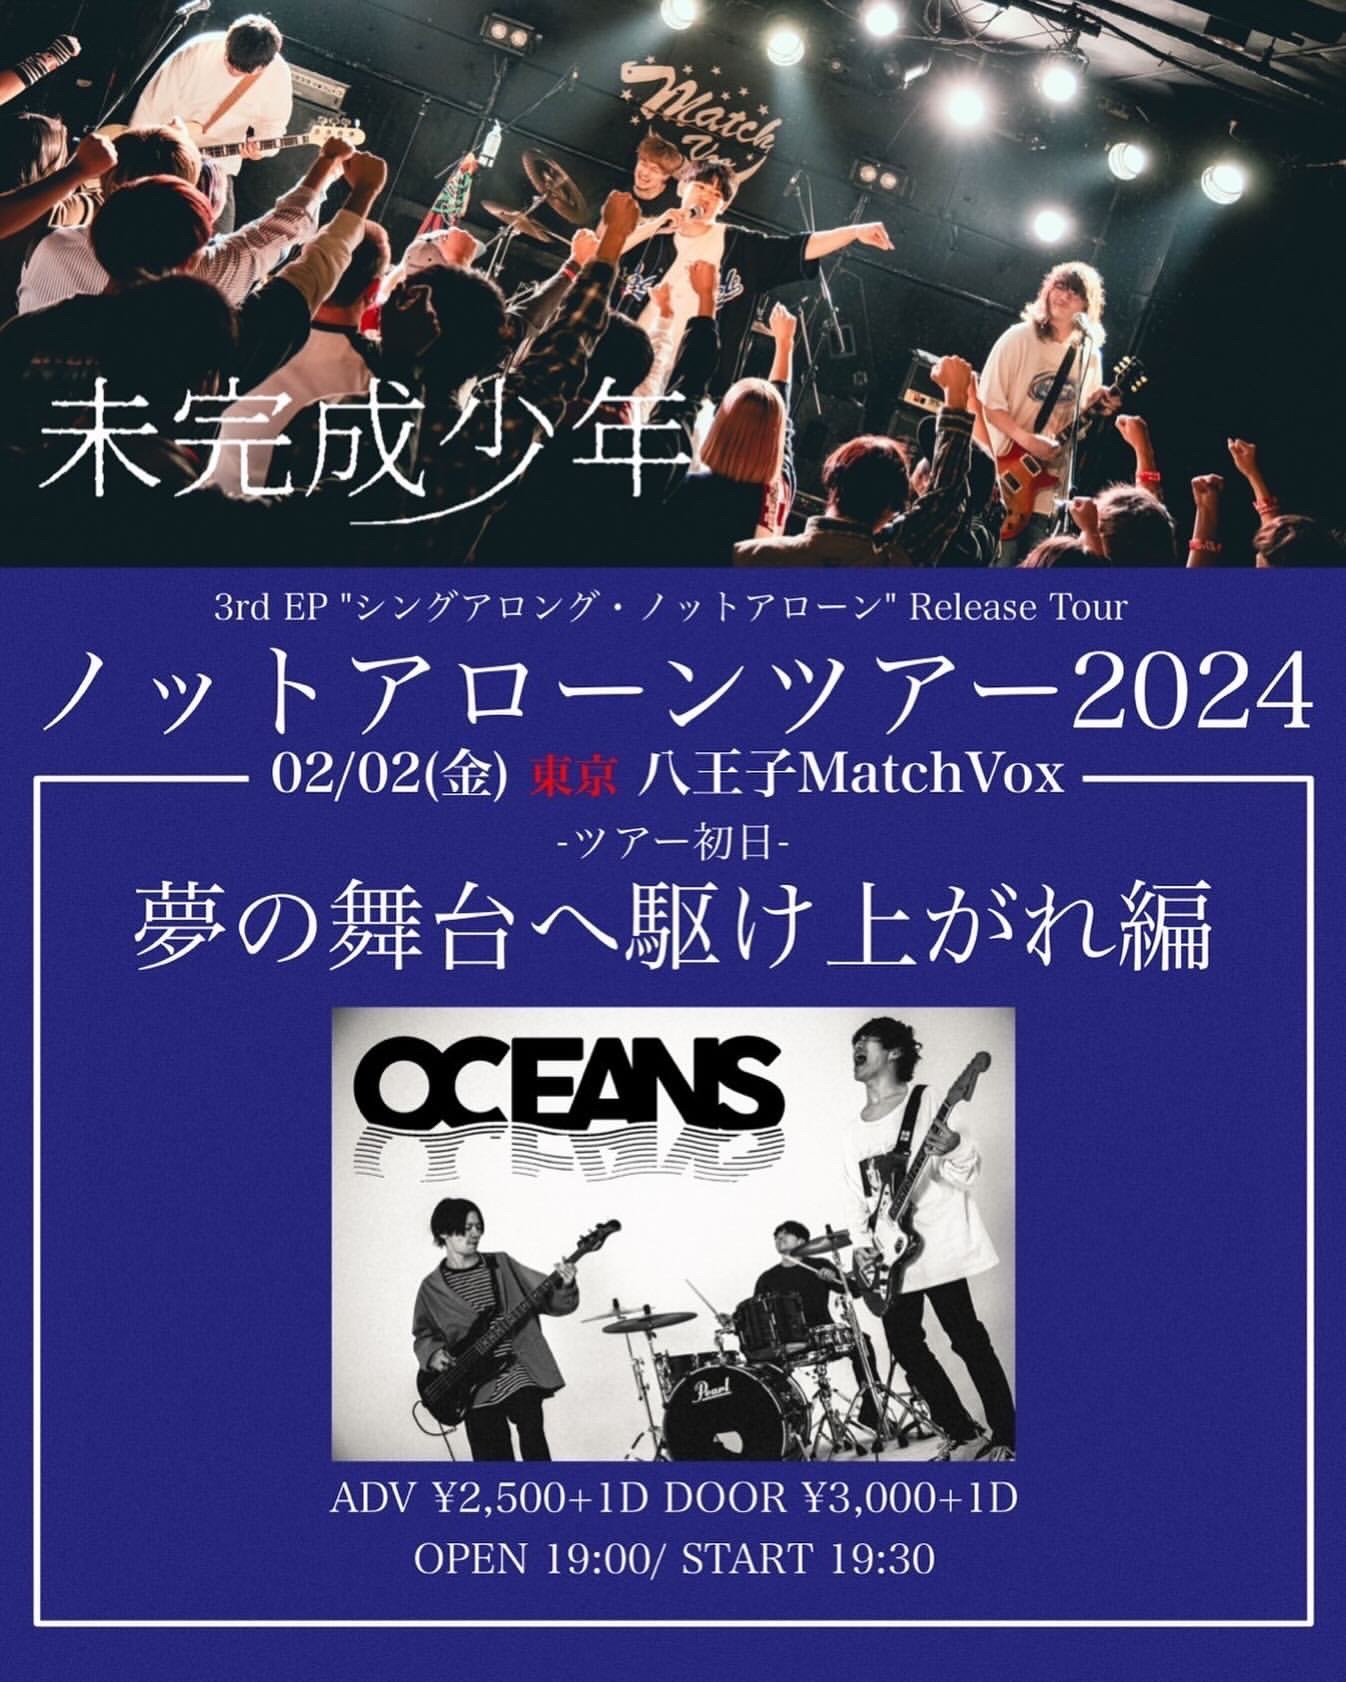 Match
Vox
未完成少年
3rd EP "シングアロング・ノットアローン" Release Tour
ノットアローンツアー2024
02/02(金) 東京 八王子MatchVox
-ツアー初日-
夢の舞台へ駆け上がれ編
OCEANS
Pearl
ADV ¥2,500+1D DOOR ¥3,000+1D
OPEN 19:00/ START 19:30